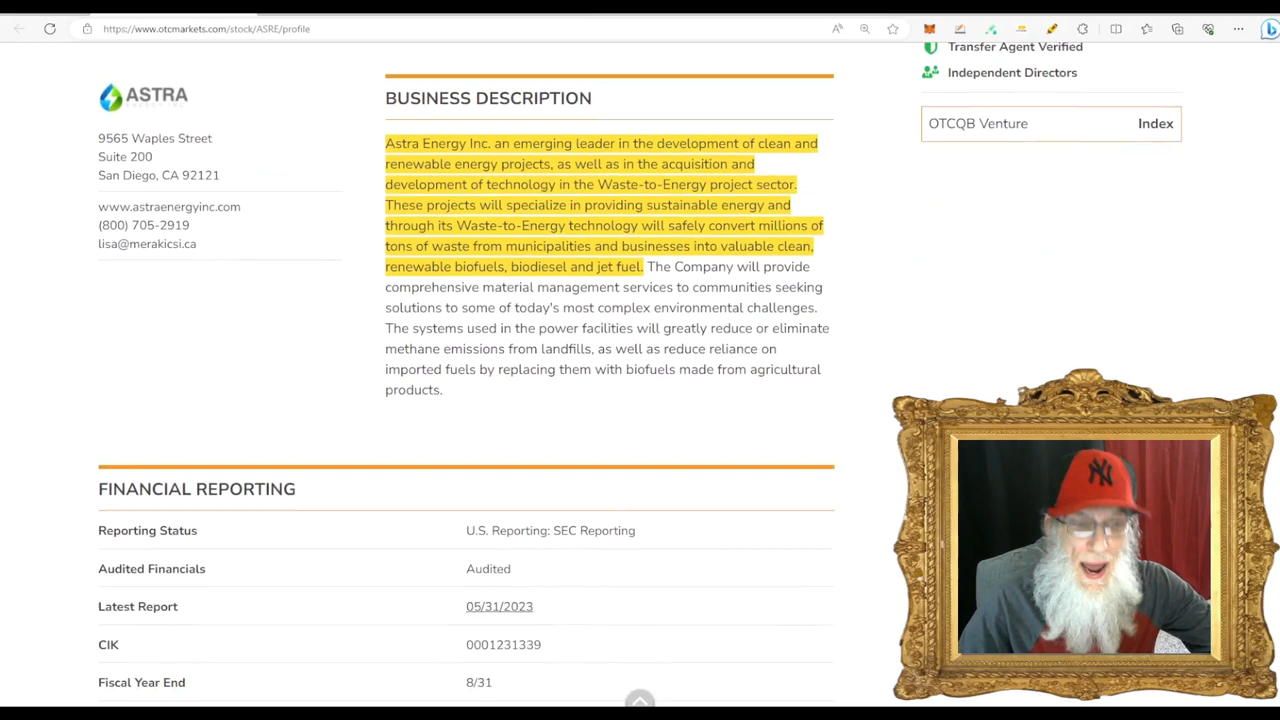 https://www.otcmarkets.com/stock/ASRE/profile
Transfer Agent Verified
Independent Directors
OTCQB Venture Index
ASTRA
9565 Waples Street
Suite 200
San Diego, CA 92121
www.astraenergyinc.com
(800) 705-2919
lisa@merakicsi.ca
BUSINESS DESCRIPTION
Astra Energy Inc. an emerging leader in the development of clean and
renewable energy projects, as well as in the acquisition and
development of technology in the Waste-to-Energy project sector.
These projects will specialize in providing sustainable energy and
through its Waste-to-Energy technology will safely convert millions of
tons of waste from municipalities and businesses into valuable clean,
renewable biofuels, biodiesel and jet fuel. The Company will provide
comprehensive material management services to communities seeking
solutions to some of today's most complex environmental challenges.
The systems used in the power facilities will greatly reduce or eliminate
methane emissions from landfills, as well as reduce reliance on
imported fuels by replacing them with biofuels made from agricultural
products.
FINANCIAL REPORTING
Reporting Status U.S. Reporting: SEC Reporting
Audited Financials Audited
Latest Report 05/31/2023
CIK 0001231339
Fiscal Year End 8/31
NY